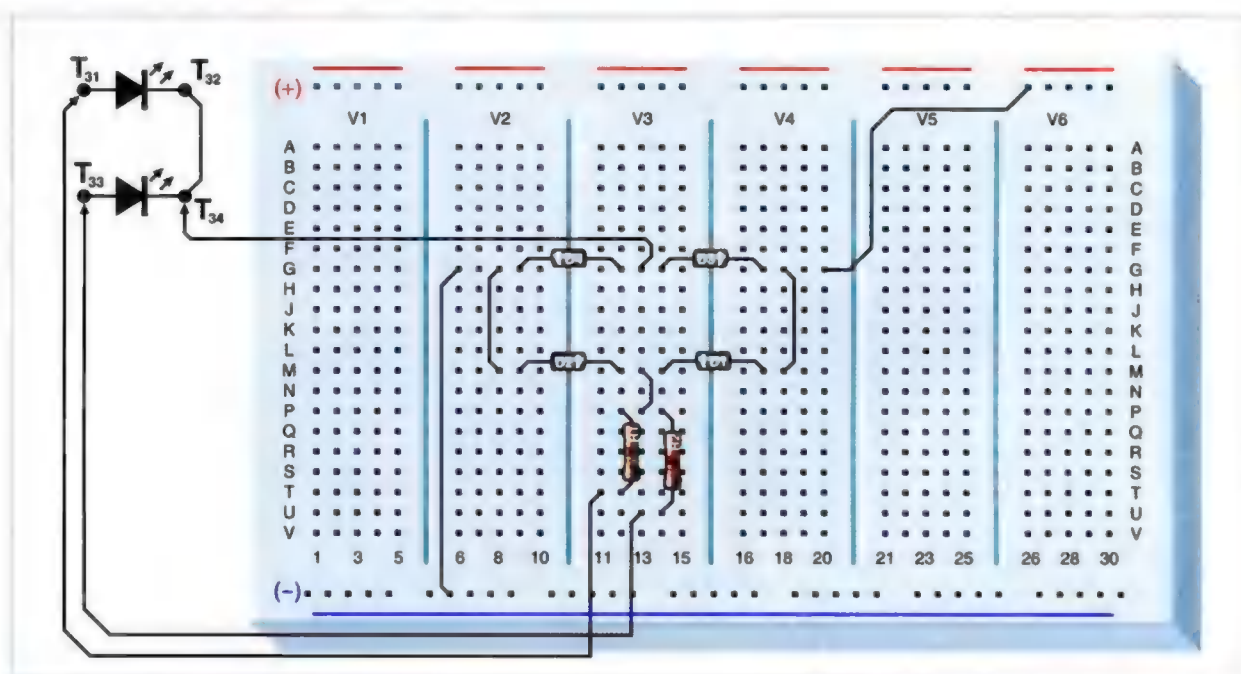 T31 T32
(+)
V1 V2 V3 V4 V5 V6
A A
B B
T33
C C
D D
T34
E E
F F
G G
H H
J J
K K
L L
M M
N N
P P
Q Q
R R
S S
T T
U U
V V
1 3 5 6 8 10 11 13 15 16 18 20 21 23 25 26 28 30
(−)